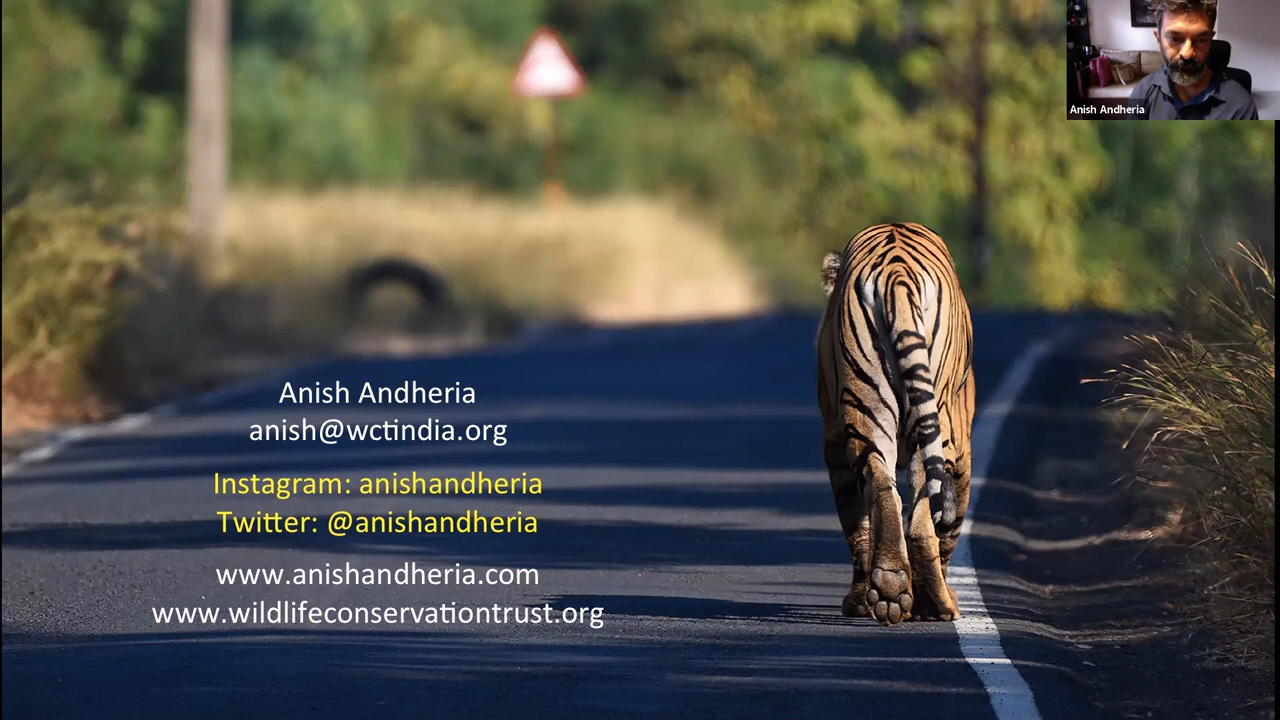 Anish Andheria
Anish Andheria
anish@wctindia.org
Instagram: anishandheria
Twitter: @anishandheria
www.anishandheria.com
www.wildlifeconservationtrust.org